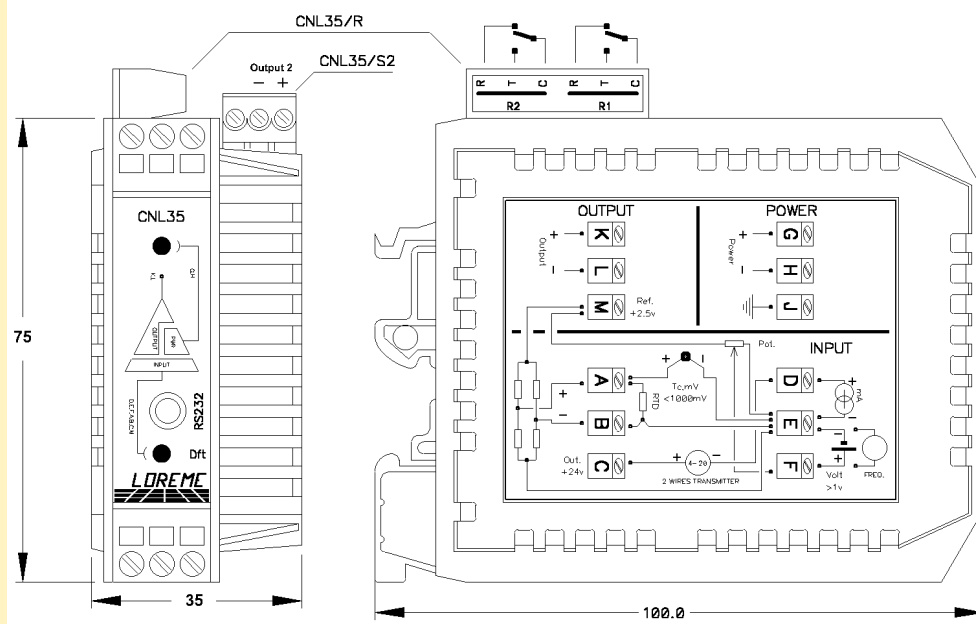 CNL35/R
CNL35/S2
Output 2
- +
R T C
R2
R T C
R1
CNL35
K.L
G.H
OUTPUT
PWR
INPUT
D.E.F.A.B.C.M
RS232
Dft
LOREME
75
35
100.0
OUTPUT
POWER
+
Output
-
K
L
M
Ref.
+2.5v
+
Power
-
G
H
J
INPUT
Pot.
+ -
Tc,mV
<1000mV
RTD
A
B
C
+
-
Out.
+24v
+ 4-20 -
2 WIRES TRANSMITTER
D
E
F
+
mA
-
-
+
Volt
>1v
FREQ.